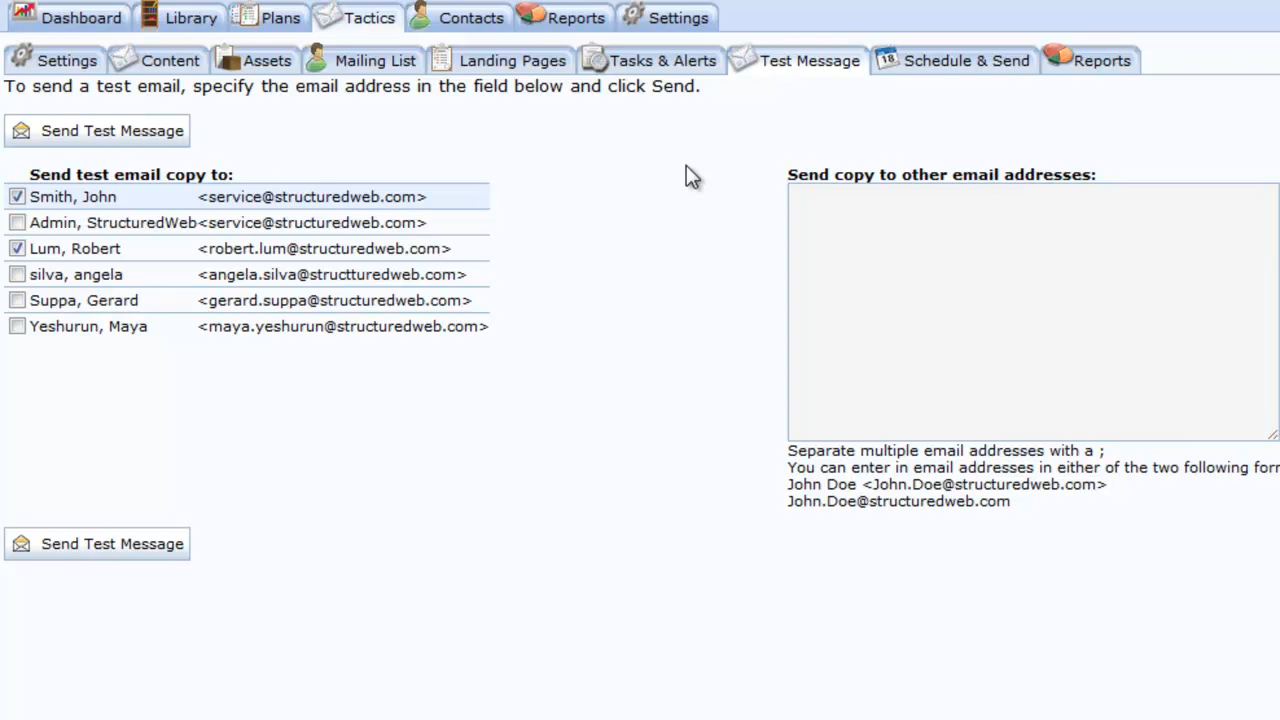 Dashboard Library Plans Tactics Contacts Reports Settings
Settings Content Assets Mailing List Landing Pages Tasks & Alerts Test Message 18 Schedule & Send Reports
To send a test email, specify the email address in the field below and click Send.
Send Test Message
Send test email copy to: Send copy to other email addresses:
Smith, John <service@structuredweb.com>
Admin, StructuredWeb<service@structuredweb.com>
Lum, Robert <robert.lum@structuredweb.com>
silva, angela <angela.silva@structturedweb.com>
Suppa, Gerard <gerard.suppa@structuredweb.com>
Yeshurun, Maya <maya.yeshurun@structuredweb.com>
Separate multiple email addresses with a ;
You can enter in email addresses in either of the two following for
John Doe <John.Doe@structuredweb.com>
John.Doe@structuredweb.com
Send Test Message